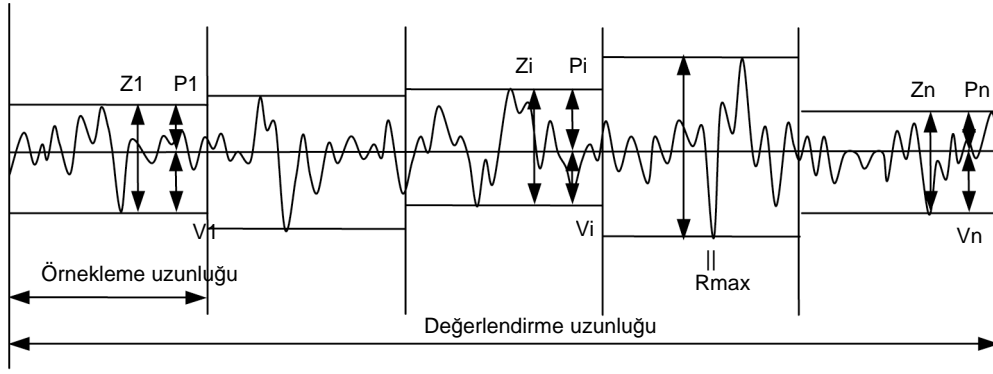 Z1 P1 Zi Pi Zn Pn
V1 Vi Vn
||
Rmax
Örnekleme uzunluğu
Değerlendirme uzunluğu